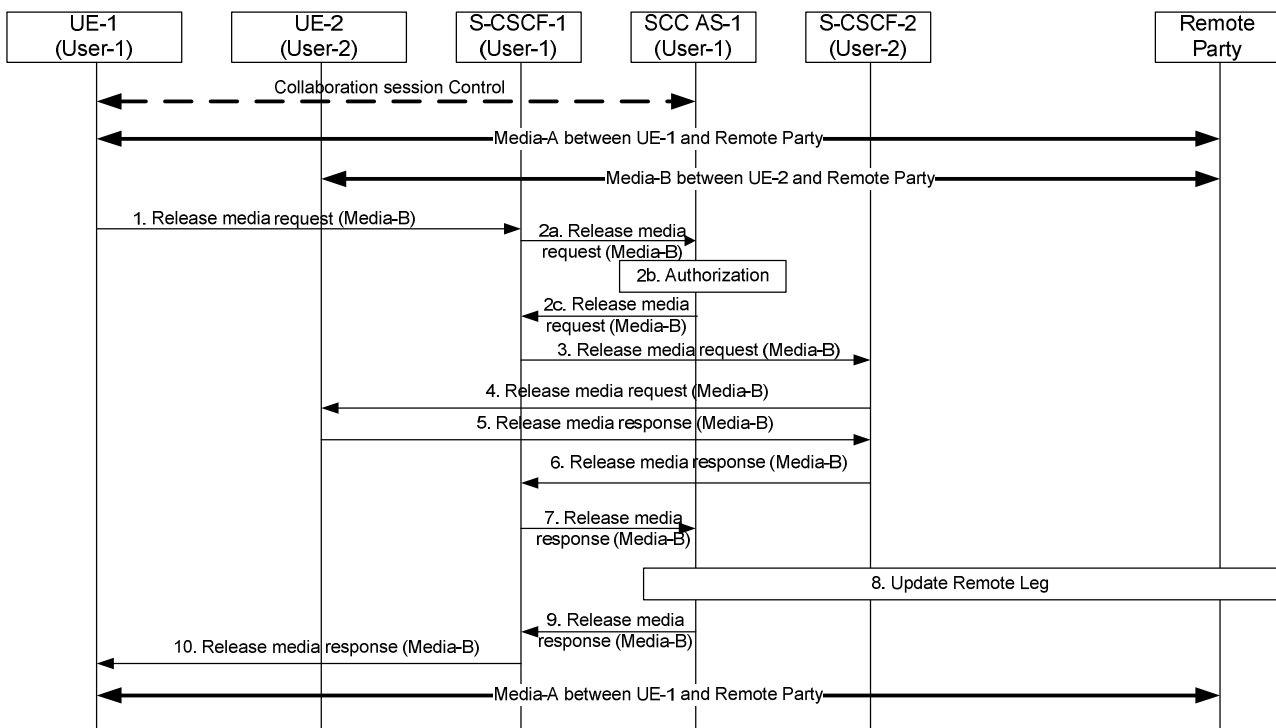 UE-1
(User-1)
UE-2
(User-2)
S-CSCF-1
(User-1)
SCC AS-1
(User-1)
S-CSCF-2
(User-2)
Remote
Party
Collaboration session Control
Media-A between UE-1 and Remote Party
Media-B between UE-2 and Remote Party
1. Release media request (Media-B)
2a. Release media
request (Media-B)
2b. Authorization
2c. Release media
request (Media-B)
3. Release media request (Media-B)
4. Release media request (Media-B)
5. Release media response (Media-B)
6. Release media response (Media-B)
7. Release media
response (Media-B)
8. Update Remote Leg
9. Release media
response (Media-B)
10. Release media response (Media-B)
Media-A between UE-1 and Remote Party